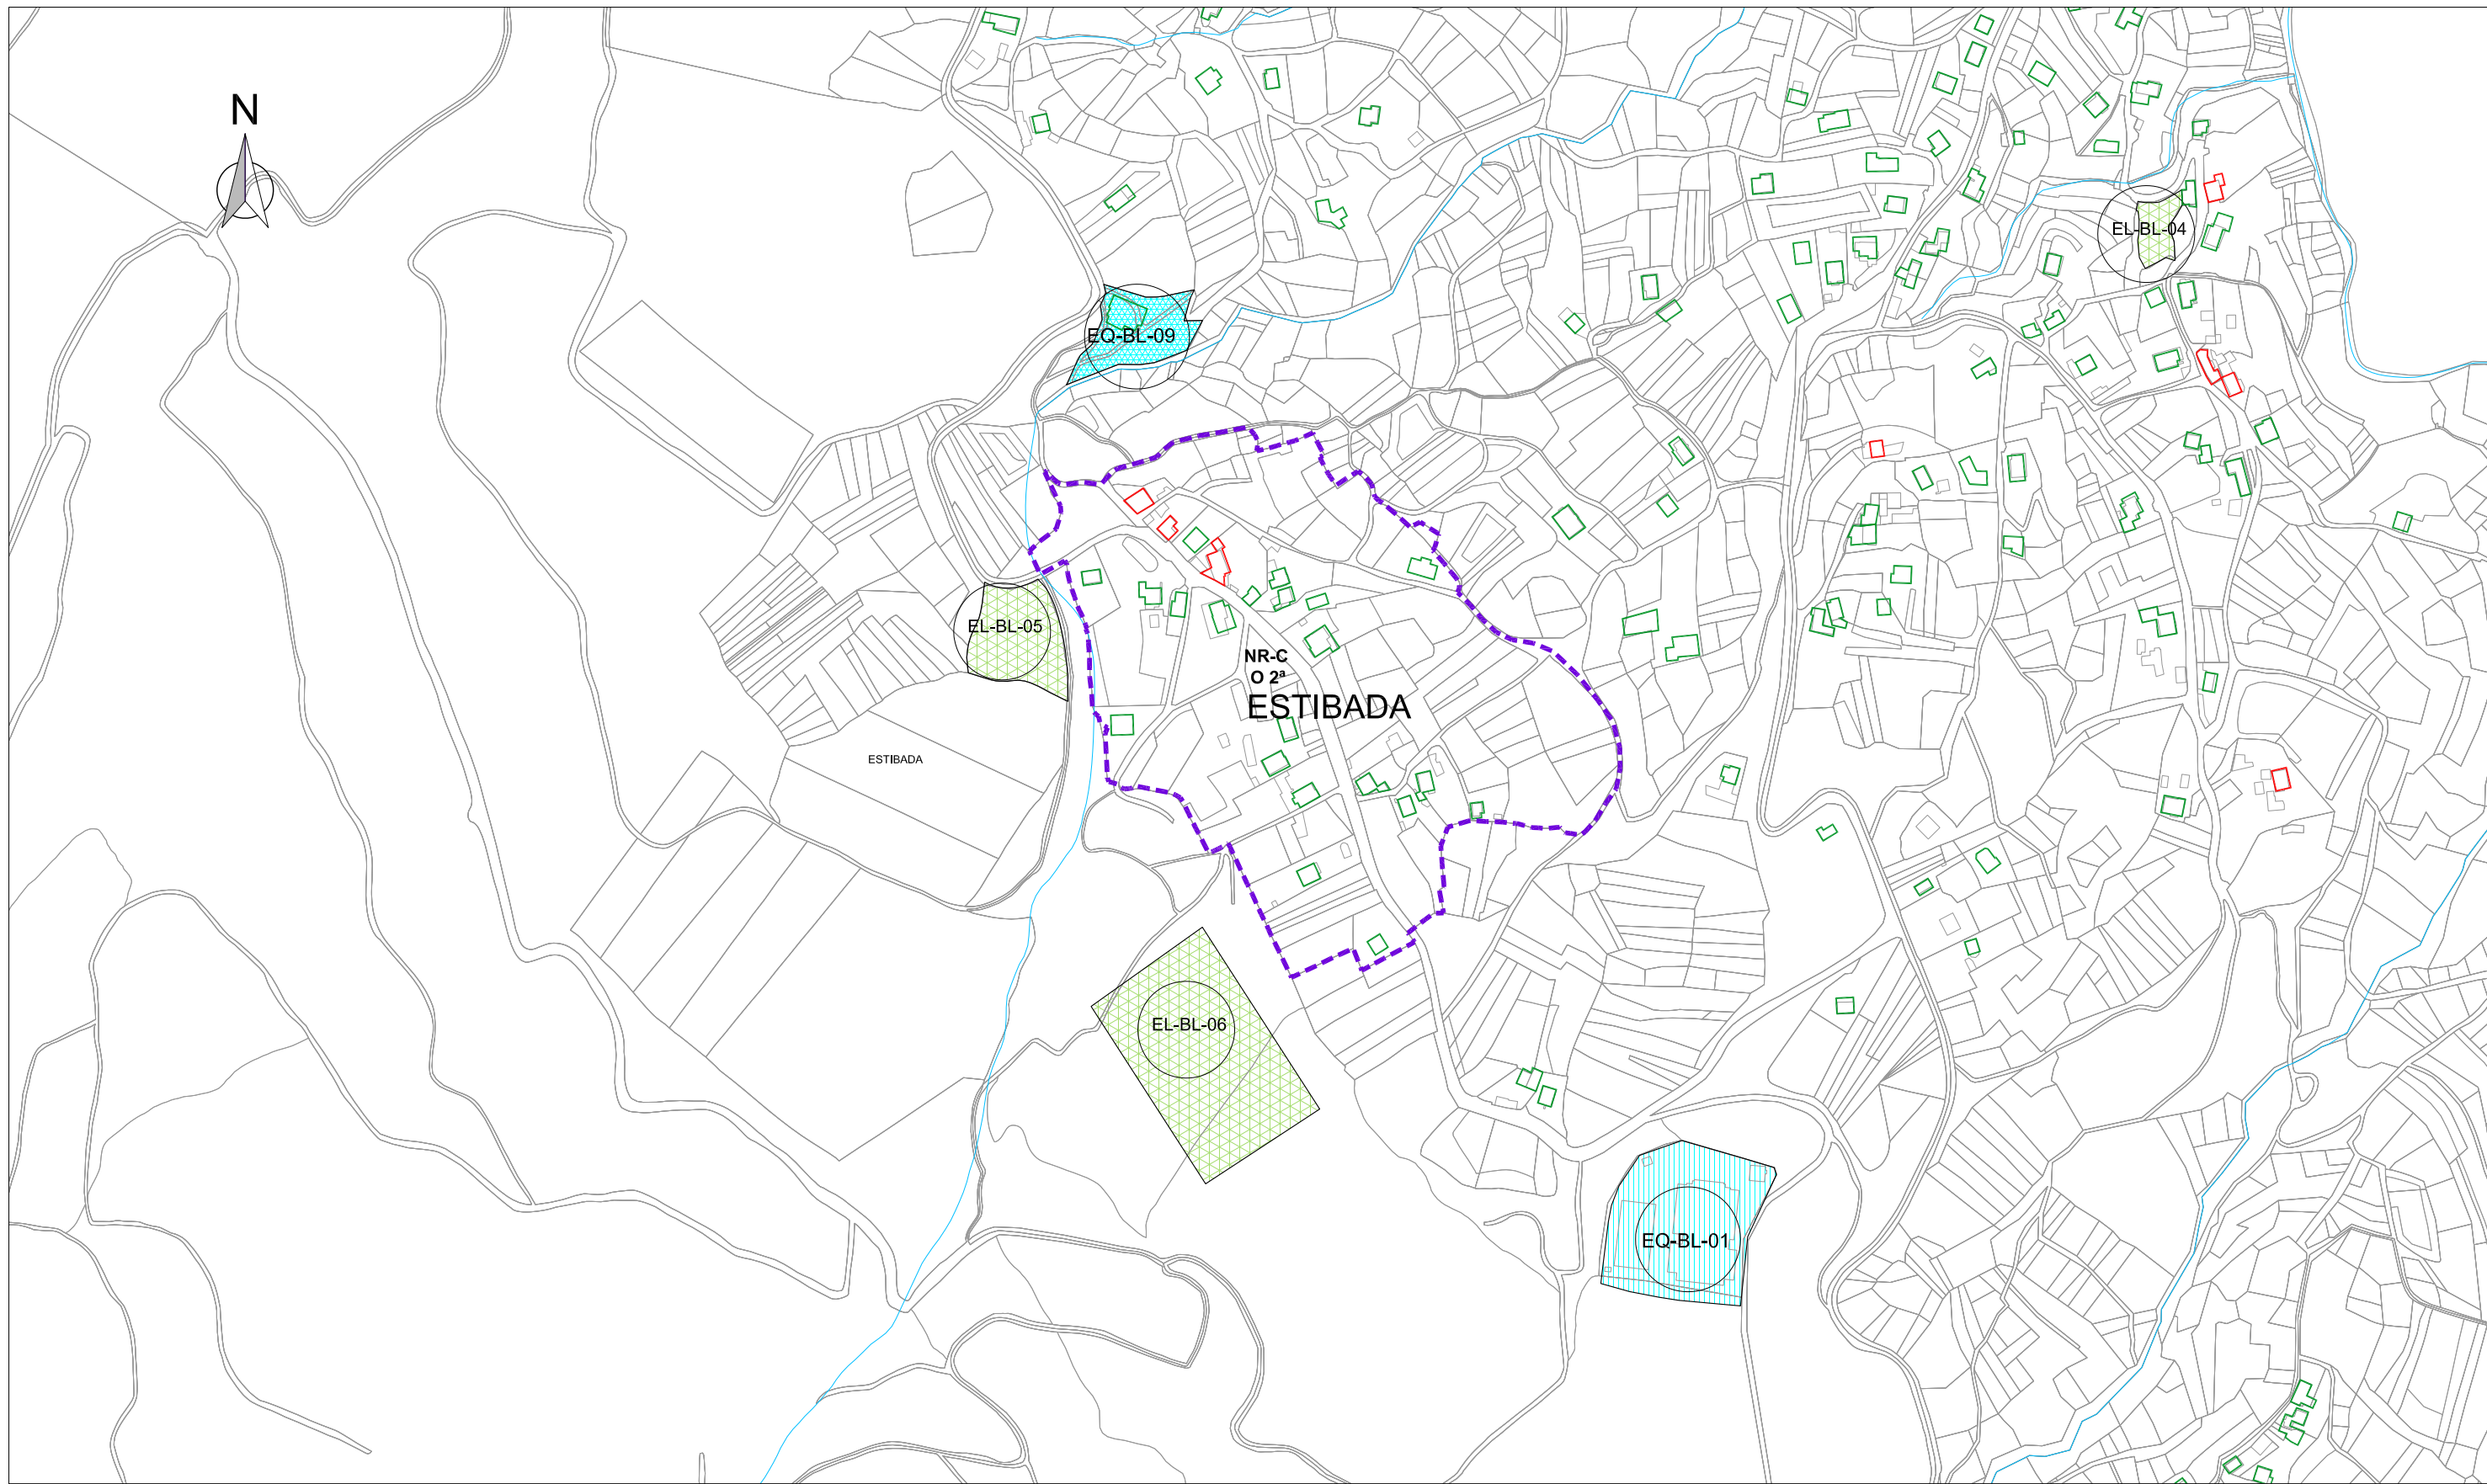 N
EL-BL-04
EQ-BL-09
EL-BL-05
NR-C
O 2ª
ESTIBADA
ESTIBADA
EL-BL-06
EQ-BL-01